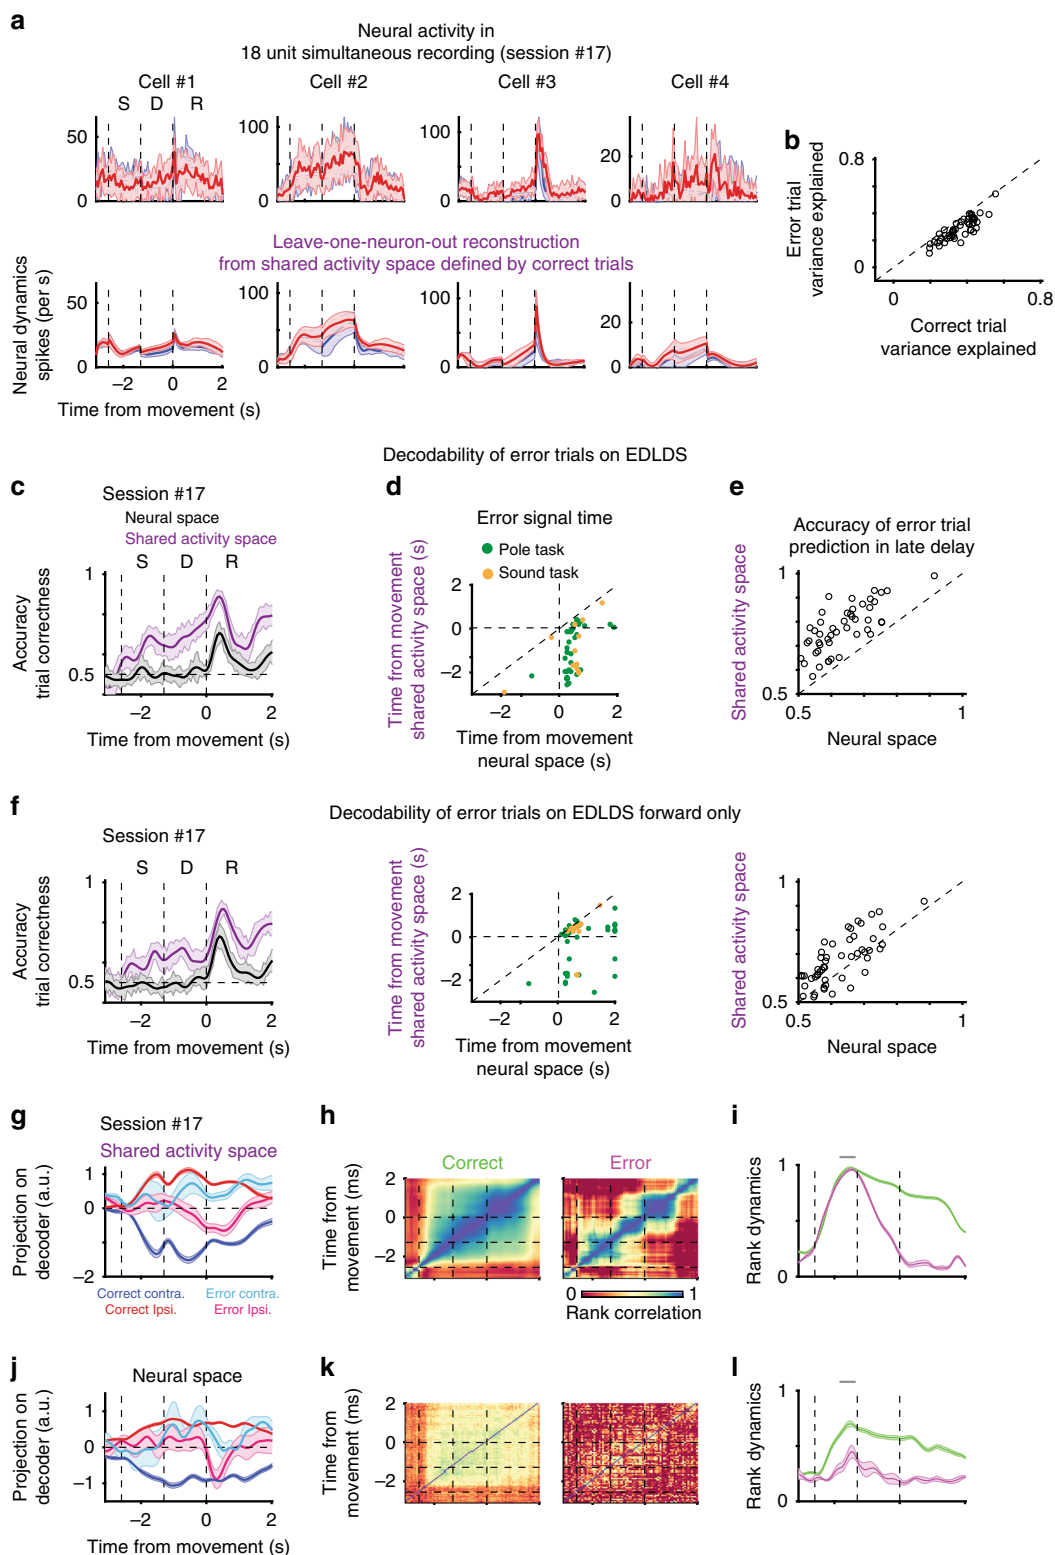 a
Neural activity in
18 unit simultaneous recording (session #17)
Cell #1
Cell #2
Cell #3
Cell #4
S D R
50
0
100
0
100
0
20
0
Leave-one-neuron-out reconstruction
from shared activity space defined by correct trials
Neural dynamics
spikes (per s)
50
0
100
0
100
0
20
0
−2 0 2
Time from movement (s)
b
Error trial
variance explained
0.8
0
0 0.8
Correct trial
variance explained
Decodability of error trials on EDLDS
c
Session #17
Neural space
Shared activity space
S D R
Accuracy
trial correctness
1
0.5
−2 0 2
Time from movement (s)
d
Error signal time
Pole task
Sound task
Time from movement
shared activity space (s)
2
0
−2
−2 0 2
Time from movement
neural space (s)
e
Accuracy of error trial
prediction in late delay
Shared activity space
1
0.5
0.5 1
Neural space
f
Decodability of error trials on EDLDS forward only
Session #17
S D R
Accuracy
trial correctness
1
0.5
−2 0 2
Time from movement (s)
Time from movement
shared activity space (s)
2
0
−2
−2 0 2
Time from movement
neural space (s)
Shared activity space
1
0.5
0.5 1
Neural space
g
Session #17
Shared activity space
Projection on
decoder (a.u.)
1
0
−2
Correct contra.
Error contra.
Correct Ipsi.
Error Ipsi.
h
Correct
Error
Time from
movement (ms)
2
0
−2
0 1
Rank correlation
i
Rank dynamics
1
0
j
Neural space
Projection on
decoder (a.u.)
1
0
−1
−2 0 2
Time from movement (s)
k
Time from
movement (ms)
2
0
−2
l
Rank dynamics
1
0